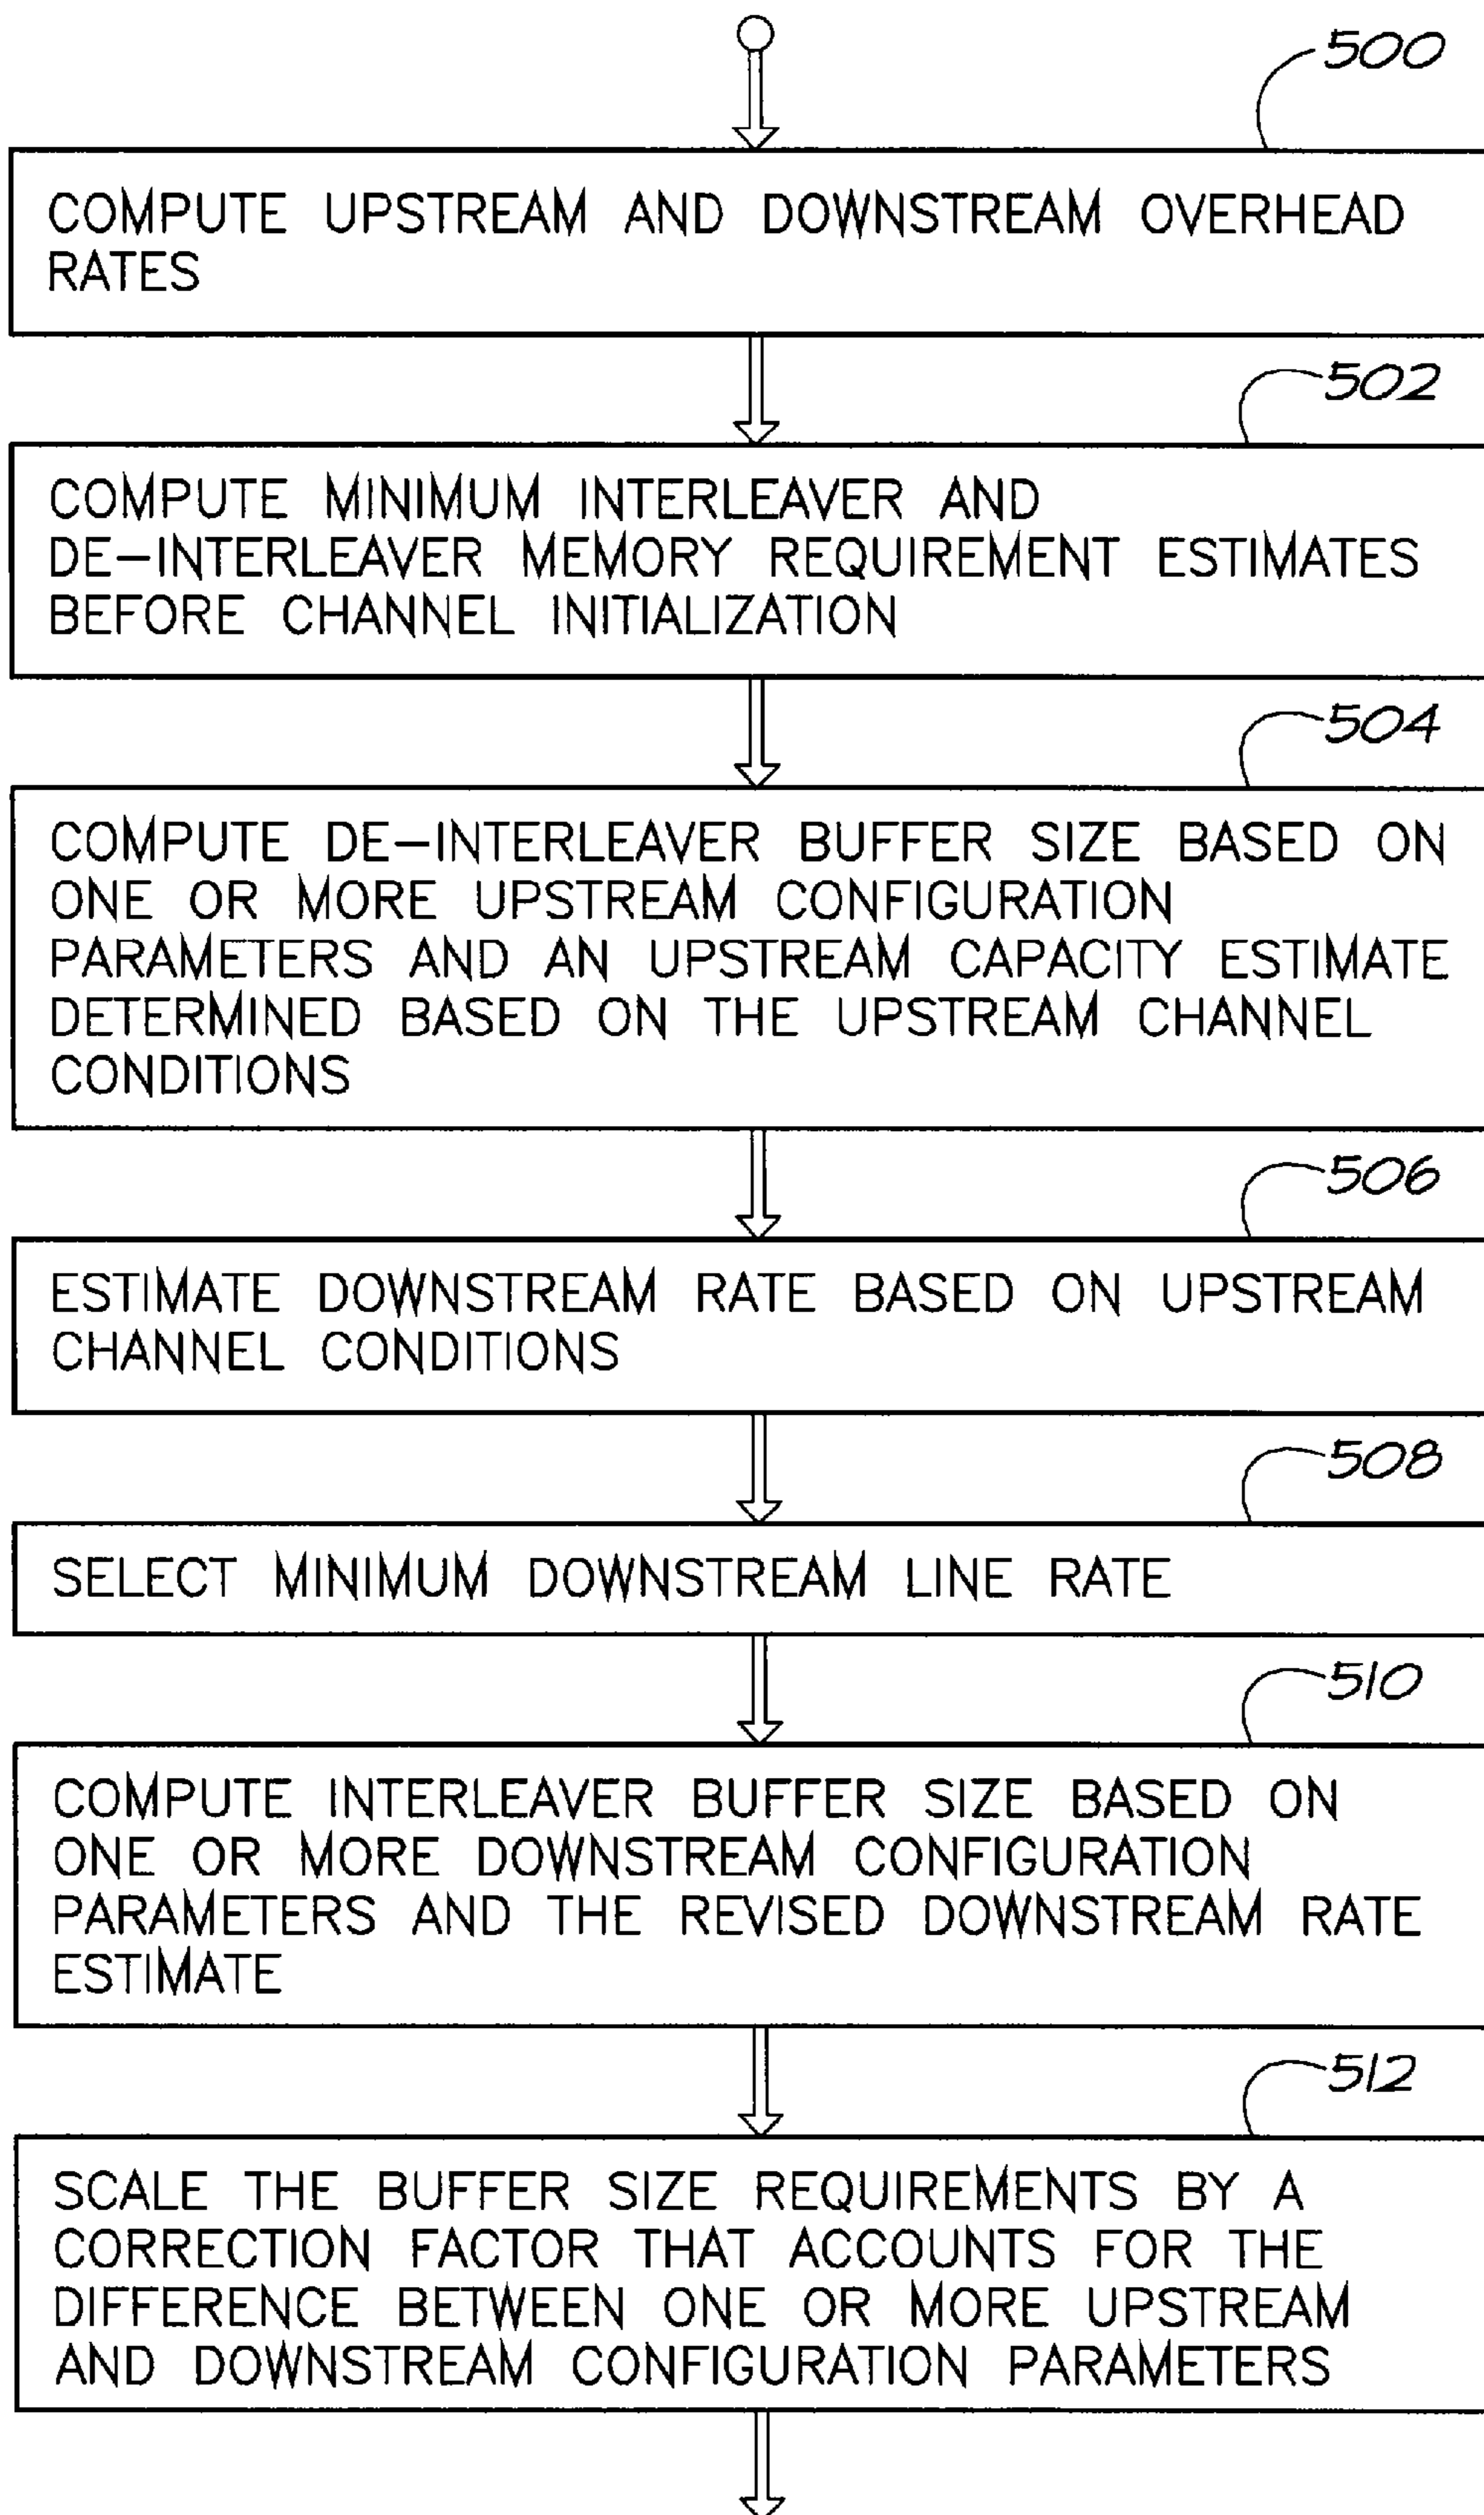 500
COMPUTE UPSTREAM AND DOWNSTREAM OVERHEAD
RATES
502
COMPUTE MINIMUM INTERLEAVER AND
DE-INTERLEAVER MEMORY REQUIREMENT ESTIMATES
BEFORE CHANNEL INITIALIZATION
504
COMPUTE DE-INTERLEAVER BUFFER SIZE BASED ON
ONE OR MORE UPSTREAM CONFIGURATION
PARAMETERS AND AN UPSTREAM CAPACITY ESTIMATE
DETERMINED BASED ON THE UPSTREAM CHANNEL
CONDITIONS
506
ESTIMATE DOWNSTREAM RATE BASED ON UPSTREAM
CHANNEL CONDITIONS
508
SELECT MINIMUM DOWNSTREAM LINE RATE
510
COMPUTE INTERLEAVER BUFFER SIZE BASED ON
ONE OR MORE DOWNSTREAM CONFIGURATION
PARAMETERS AND THE REVISED DOWNSTREAM RATE
ESTIMATE
512
SCALE THE BUFFER SIZE REQUIREMENTS BY A
CORRECTION FACTOR THAT ACCOUNTS FOR THE
DIFFERENCE BETWEEN ONE OR MORE UPSTREAM
AND DOWNSTREAM CONFIGURATION PARAMETERS